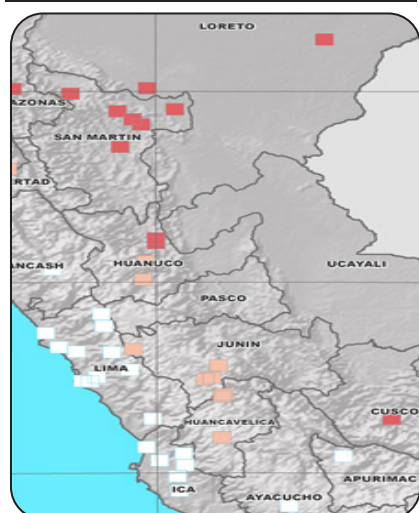 LORETO
AZONAS
SAN MARTIN
RTAD
ANCASH
HUANUCO
UCAYALI
PASCO
JUNIN
LIMA
CUSCO
HUANCAVELICA
APURIMAC
ICA
AYACUCHO